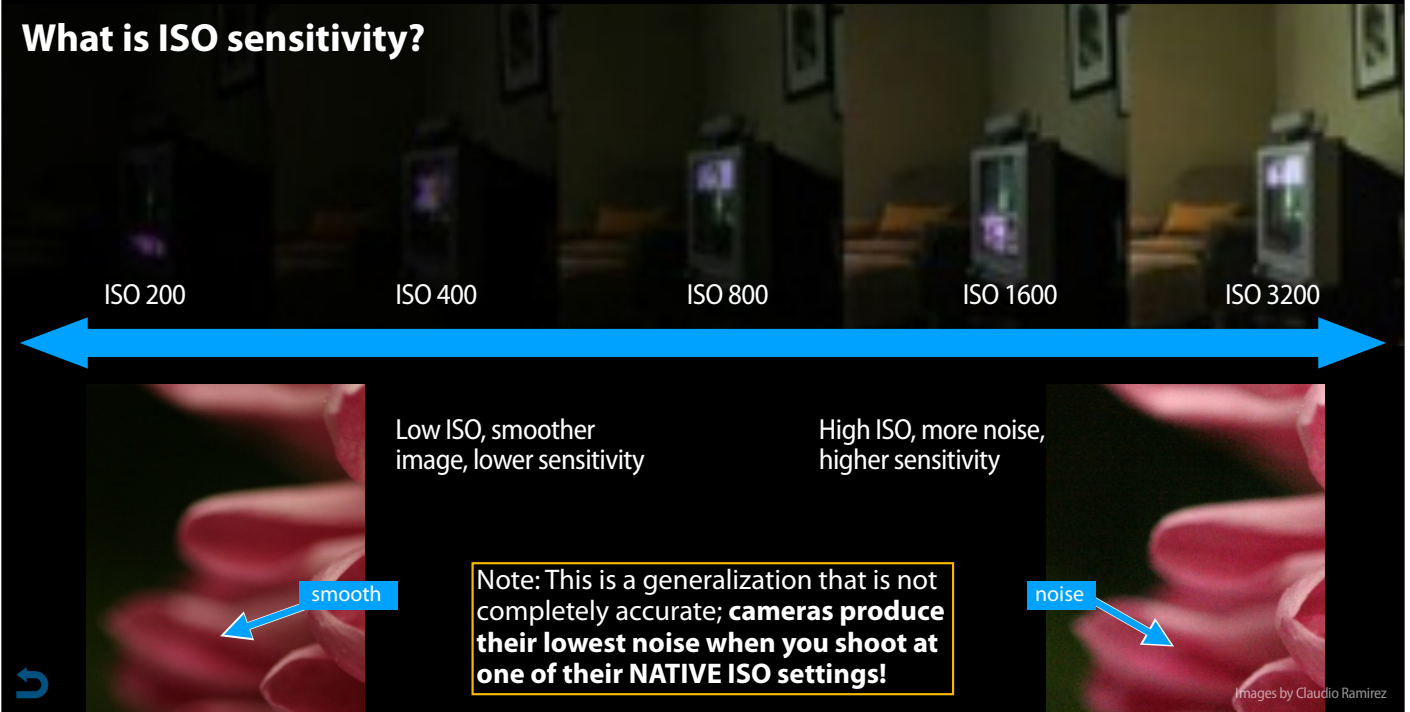 What is ISO sensitivity?
ISO 200
ISO 400
ISO 800
ISO 1600
ISO 3200
Low ISO, smoother
image, lower sensitivity
High ISO, more noise,
higher sensitivity
smooth
Note: This is a generalization that is not
completely accurate; cameras produce
their lowest noise when you shoot at
one of their NATIVE ISO settings!
noise
Images by Claudio Ramirez